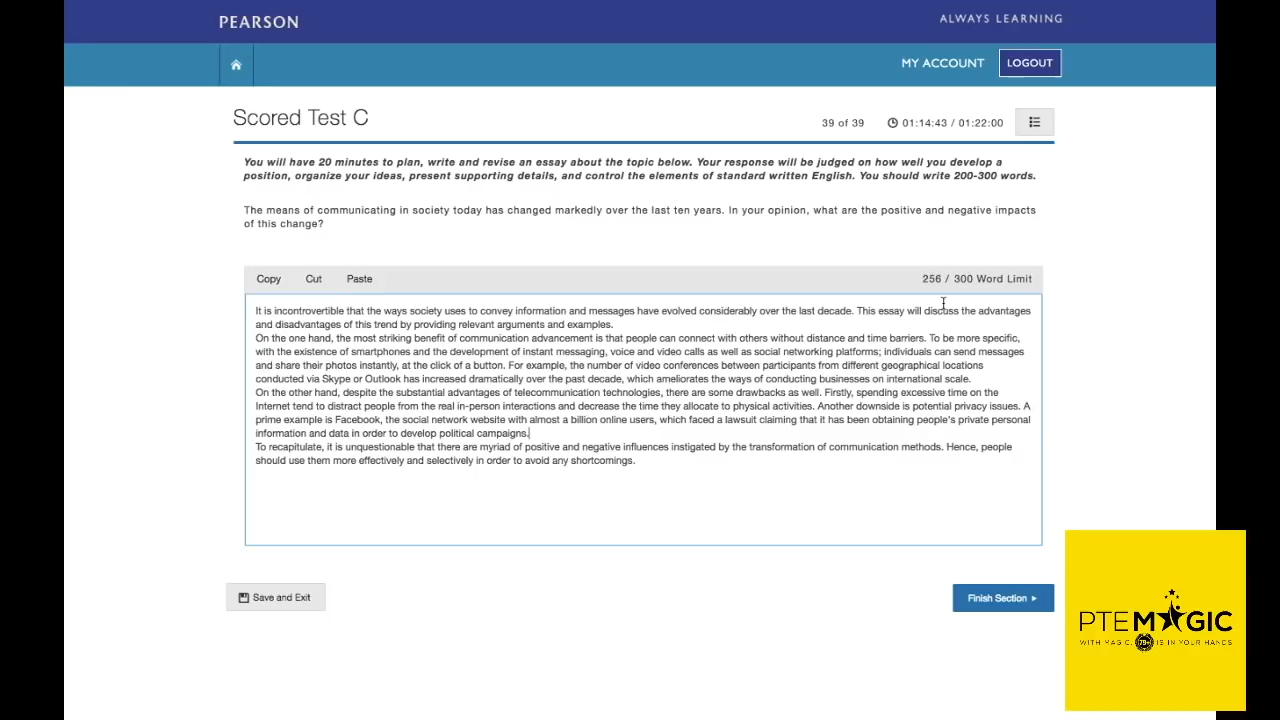 PEARSON
ALWAYS LEARNING
MY ACCOUNT
LOGOUT
Scored Test C
39 of 39
01:14:43 / 01:22:00
You will have 20 minutes to plan, write and revise an essay about the topic below. Your response will be judged on how well you develop a
position, organize your ideas, present supporting details, and control the elements of standard written English. You should write 200-300 words.
The means of communicating in society today has changed markedly over the last ten years. In your opinion, what are the positive and negative impacts
of this change?
Copy Cut Paste
256 / 300 Word Limit
It is incontrovertible that the ways society uses to convey information and messages have evolved considerably over the last decade. This essay will discuss the advantages
and disadvantages of this trend by providing relevant arguments and examples.
On the one hand, the most striking benefit of communication advancement is that people can connect with others without distance and time barriers. To be more specific,
with the existence of smartphones and the development of instant messaging, voice and video calls as well as social networking platforms; individuals can send messages
and share their photos instantly, at the click of a button. For example, the number of video conferences between participants from different geographical locations
conducted via Skype or Outlook has increased dramatically over the past decade, which ameliorates the ways of conducting businesses on international scale.
On the other hand, despite the substantial advantages of telecommunication technologies, there are some drawbacks as well. Firstly, spending excessive time on the
Internet tend to distract people from the real in-person interactions and decrease the time they allocate to physical activities. Another downside is potential privacy issues. A
prime example is Facebook, the social network website with almost a billion online users, which faced a lawsuit claiming that it has been obtaining people's private personal
information and data in order to develop political campaigns.
To recapitulate, it is unquestionable that there are myriad of positive and negative influences instigated by the transformation of communication methods. Hence, people
should use them more effectively and selectively in order to avoid any shortcomings.
Save and Exit
Finish Section
PTEMAGIC
WITH MAGIC, 79+ IS IN YOUR HANDS